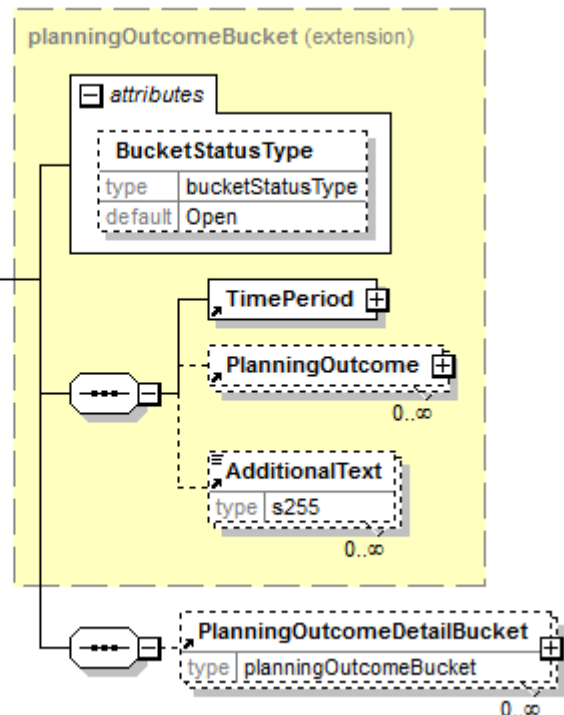 planningOutcomeBucket (extension)
attributes
BucketStatusType
type bucketStatusType
default Open
TimePeriod
PlanningOutcome
0..∞
AdditionalText
type s255
0..∞
PlanningOutcomeDetailBucket
type planningOutcomeBucket
0..∞